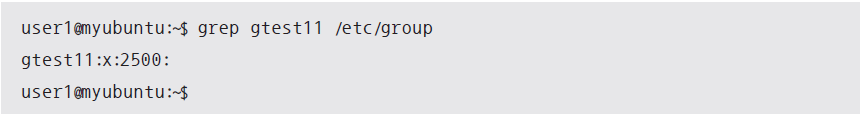 user1@myubuntu:~$ grep gtest11 /etc/group
gtest11:x:2500:
user1@myubuntu:~$